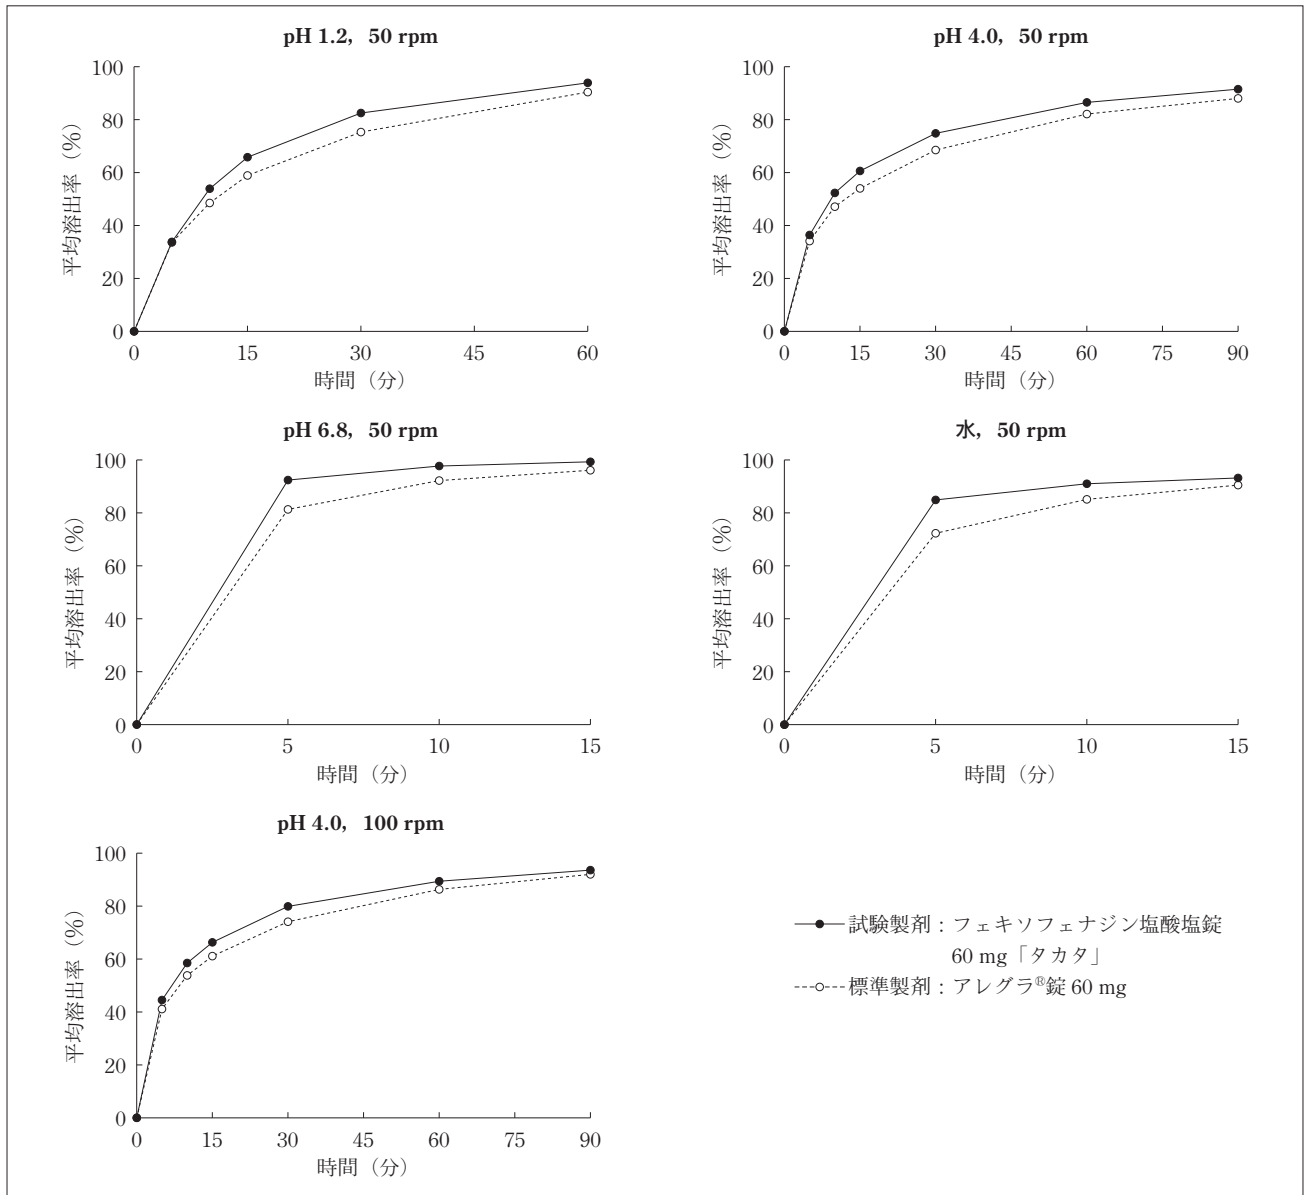 pH 1.2, 50 rpm
平均溶出率（%）
100
80
60
40
20
0
0 15 30 45 60
時間（分）
pH 4.0, 50 rpm
平均溶出率（%）
100
80
60
40
20
0
0 15 30 45 60 75 90
時間（分）
pH 6.8, 50 rpm
平均溶出率（%）
100
80
60
40
20
0
0 5 10 15
時間（分）
水, 50 rpm
平均溶出率（%）
100
80
60
40
20
0
0 5 10 15
時間（分）
pH 4.0, 100 rpm
平均溶出率（%）
100
80
60
40
20
0
0 15 30 45 60 75 90
時間（分）
試験製剤：フェキソフェナジン塩酸塩錠
60 mg「タカタ」
標準製剤：アレグラ®錠 60 mg